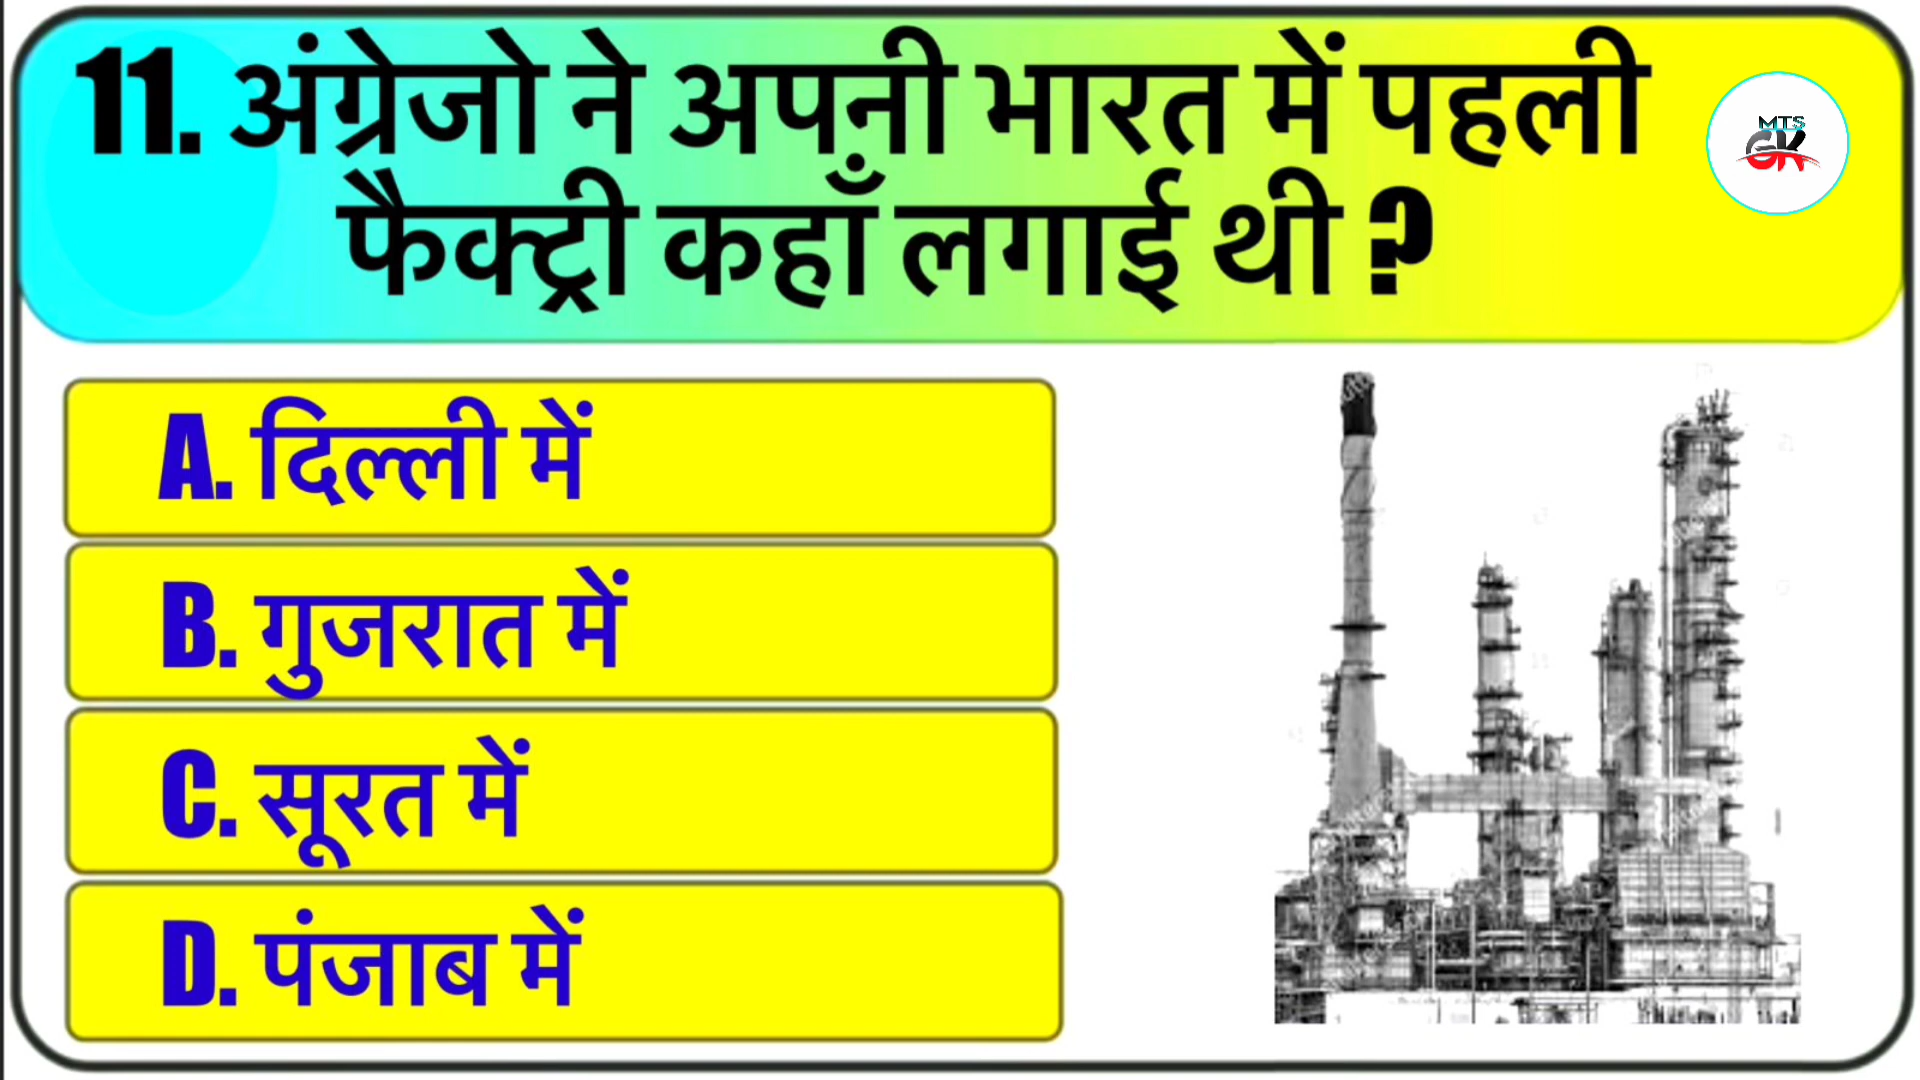 11. अंग्रेजो ने अपनी भारत में पहली
फैक्ट्री कहाँ लगाई थी ?
MTS
GK
A. दिल्ली में
B. गुजरात में
C. सूरत में
D. पंजाब में